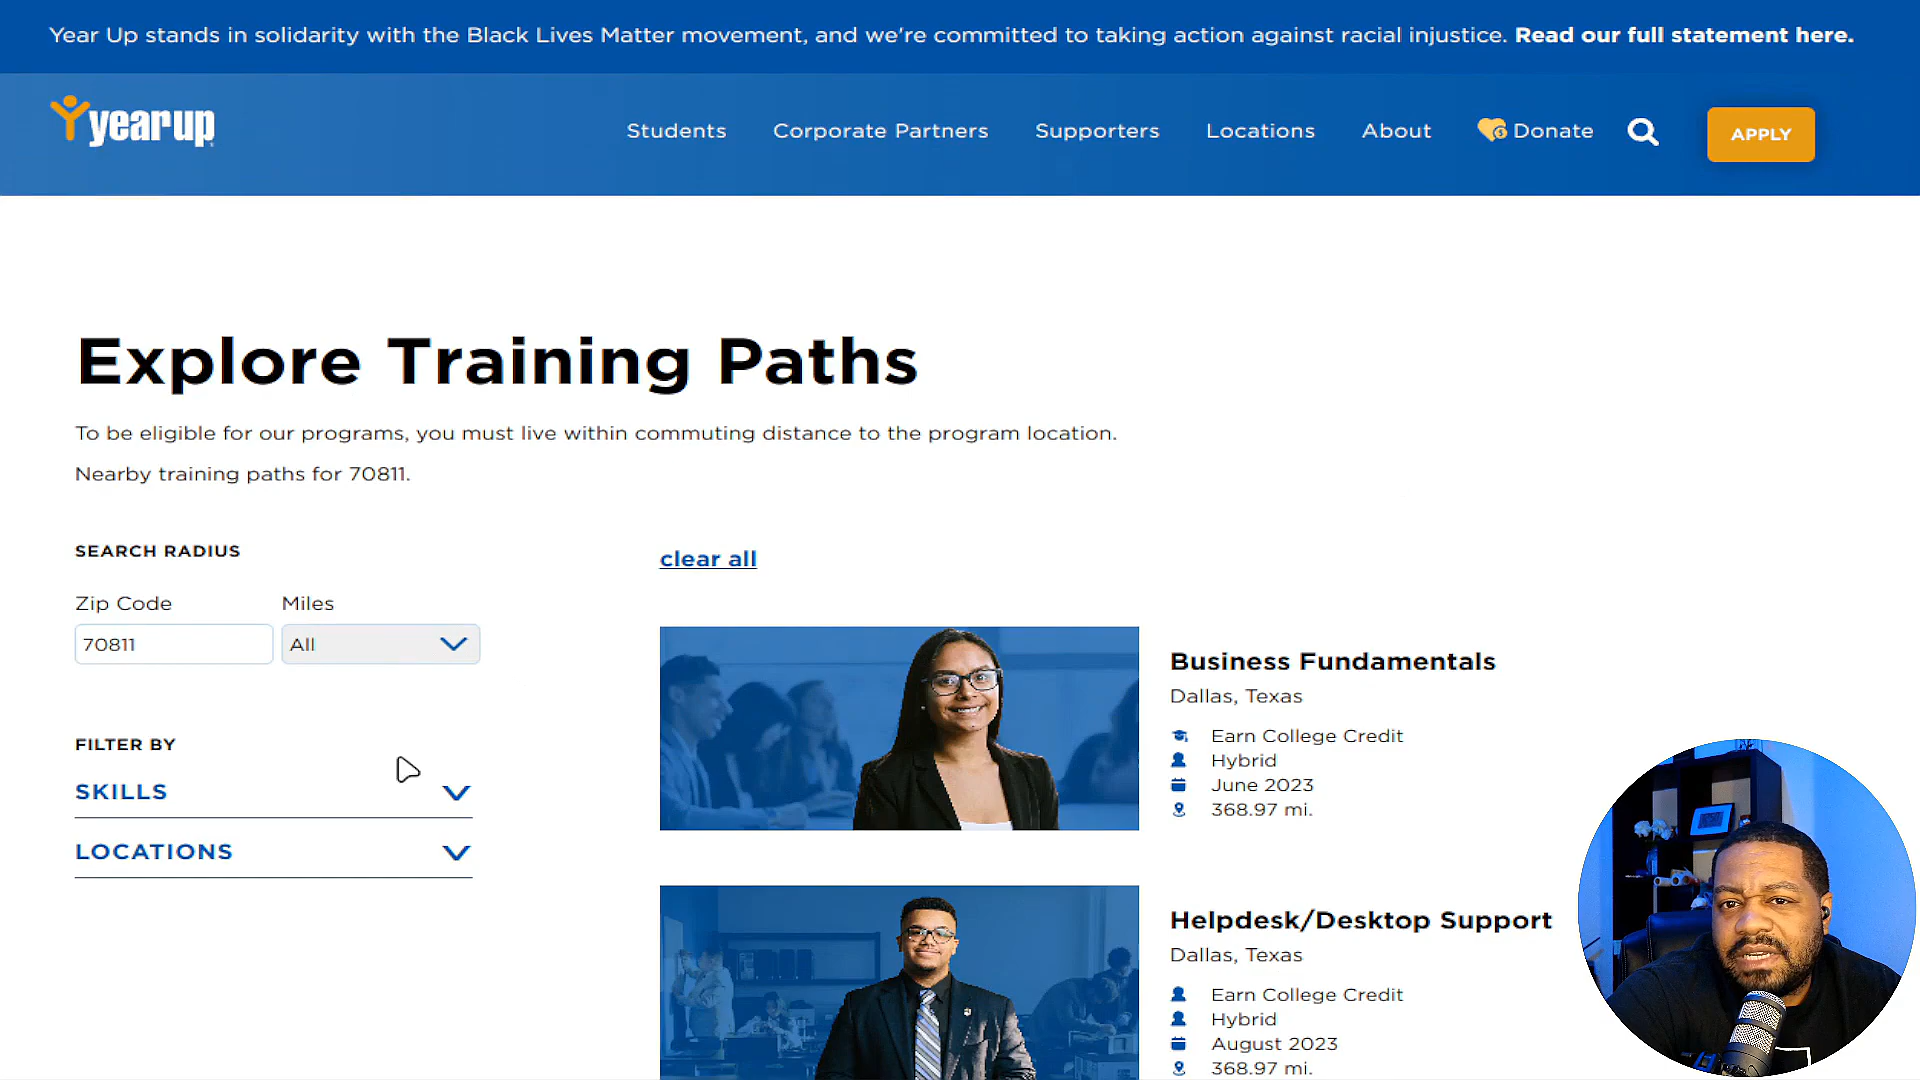 Year Up stands in solidarity with the Black Lives Matter movement, and we're committed to taking action against racial injustice. Read our full statement here.
yearup
Students
Corporate Partners
Supporters
Locations
About
Donate
APPLY
Explore Training Paths
To be eligible for our programs, you must live within commuting distance to the program location.
Nearby training paths for 70811.
SEARCH RADIUS
Zip Code
Miles
70811
All
FILTER BY
SKILLS
LOCATIONS
clear all
Business Fundamentals
Dallas, Texas
Earn College Credit
Hybrid
June 2023
368.97 mi.
Helpdesk/Desktop Support
Dallas, Texas
Earn College Credit
Hybrid
August 2023
368.97 mi.